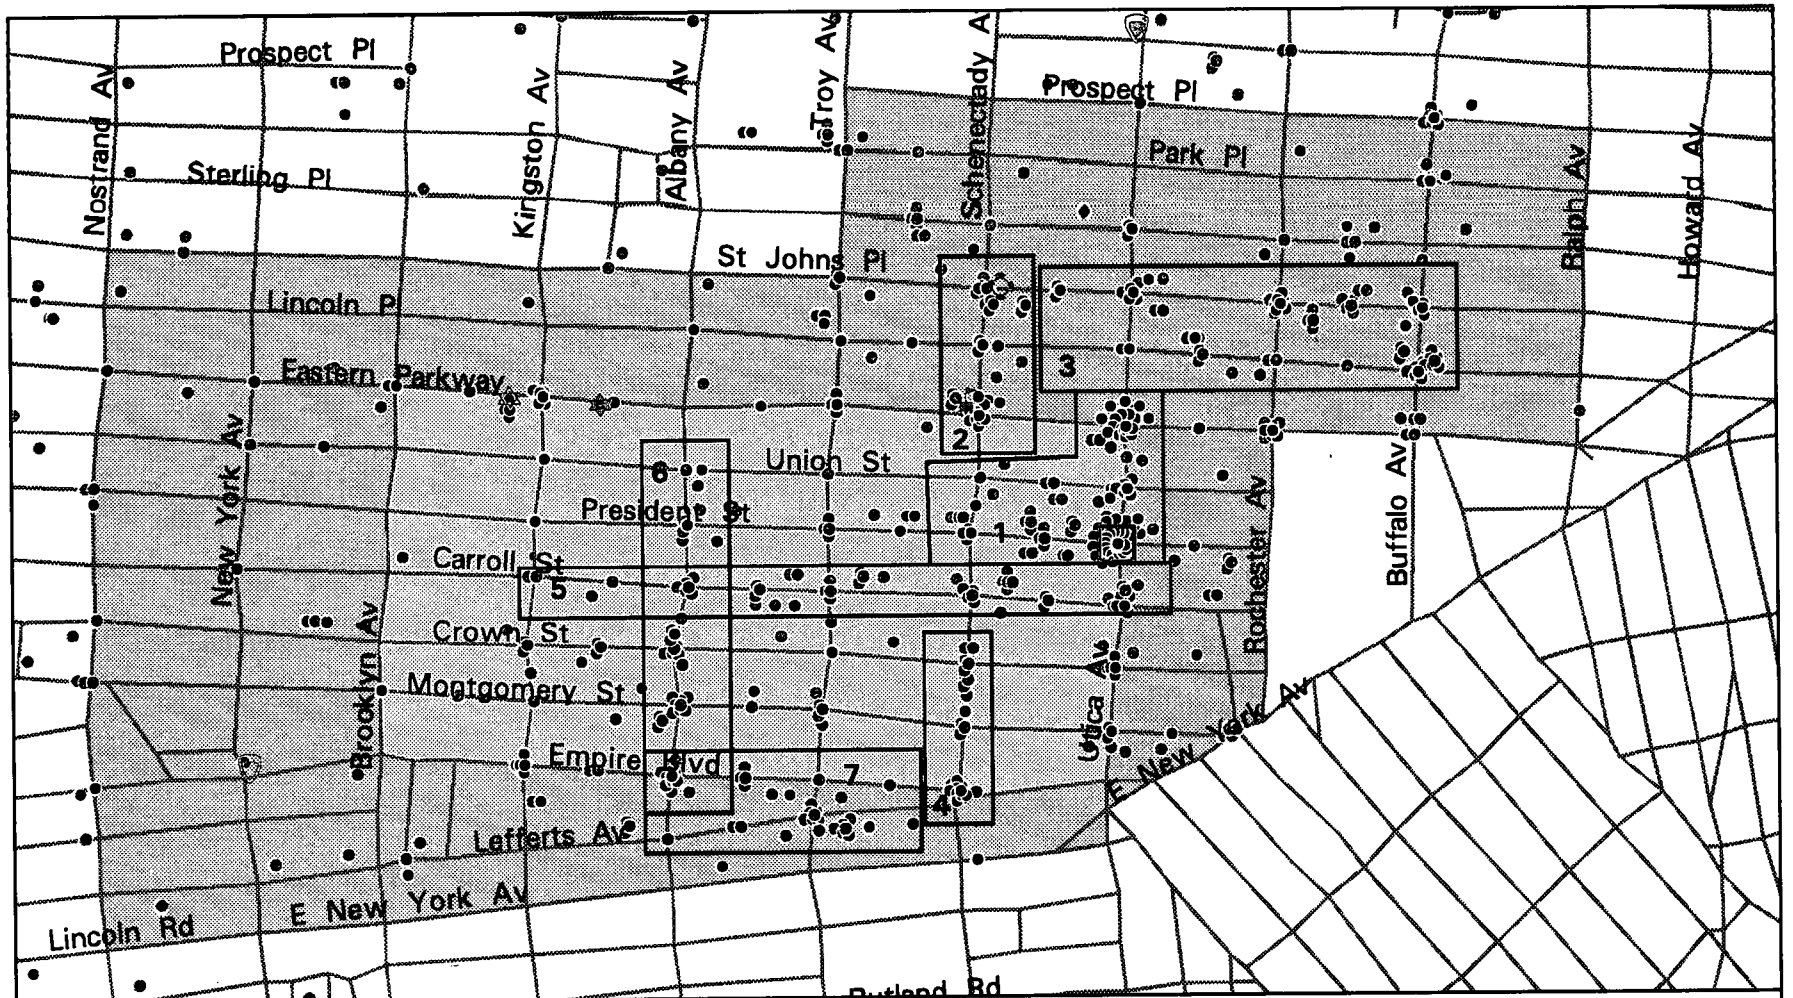 Prospect Pl
Nostrand Av
Kingston Av
Albany Av
Troy Av
Schenectady A
Prospect Pl
Park Pl
Ralph Av
Howard Av
Sterling Pl
St Johns Pl
Lincoln P
Eastern Parkway
3
2
New York Av
6
Union St
President St
1
Rochester Av
Buffalo Av
Carroll St
5
Brooklyn Av
Crown St
Montgomery St
Utica Av
Empire Blvd
7
4
E New York Av
Lefferts Av
E New York Av
Lincoln Rd
Rutland Rd